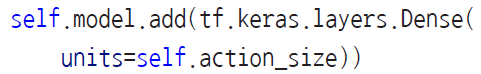 self.model.add(tf.keras.layers.Dense(
units=self.action_size))